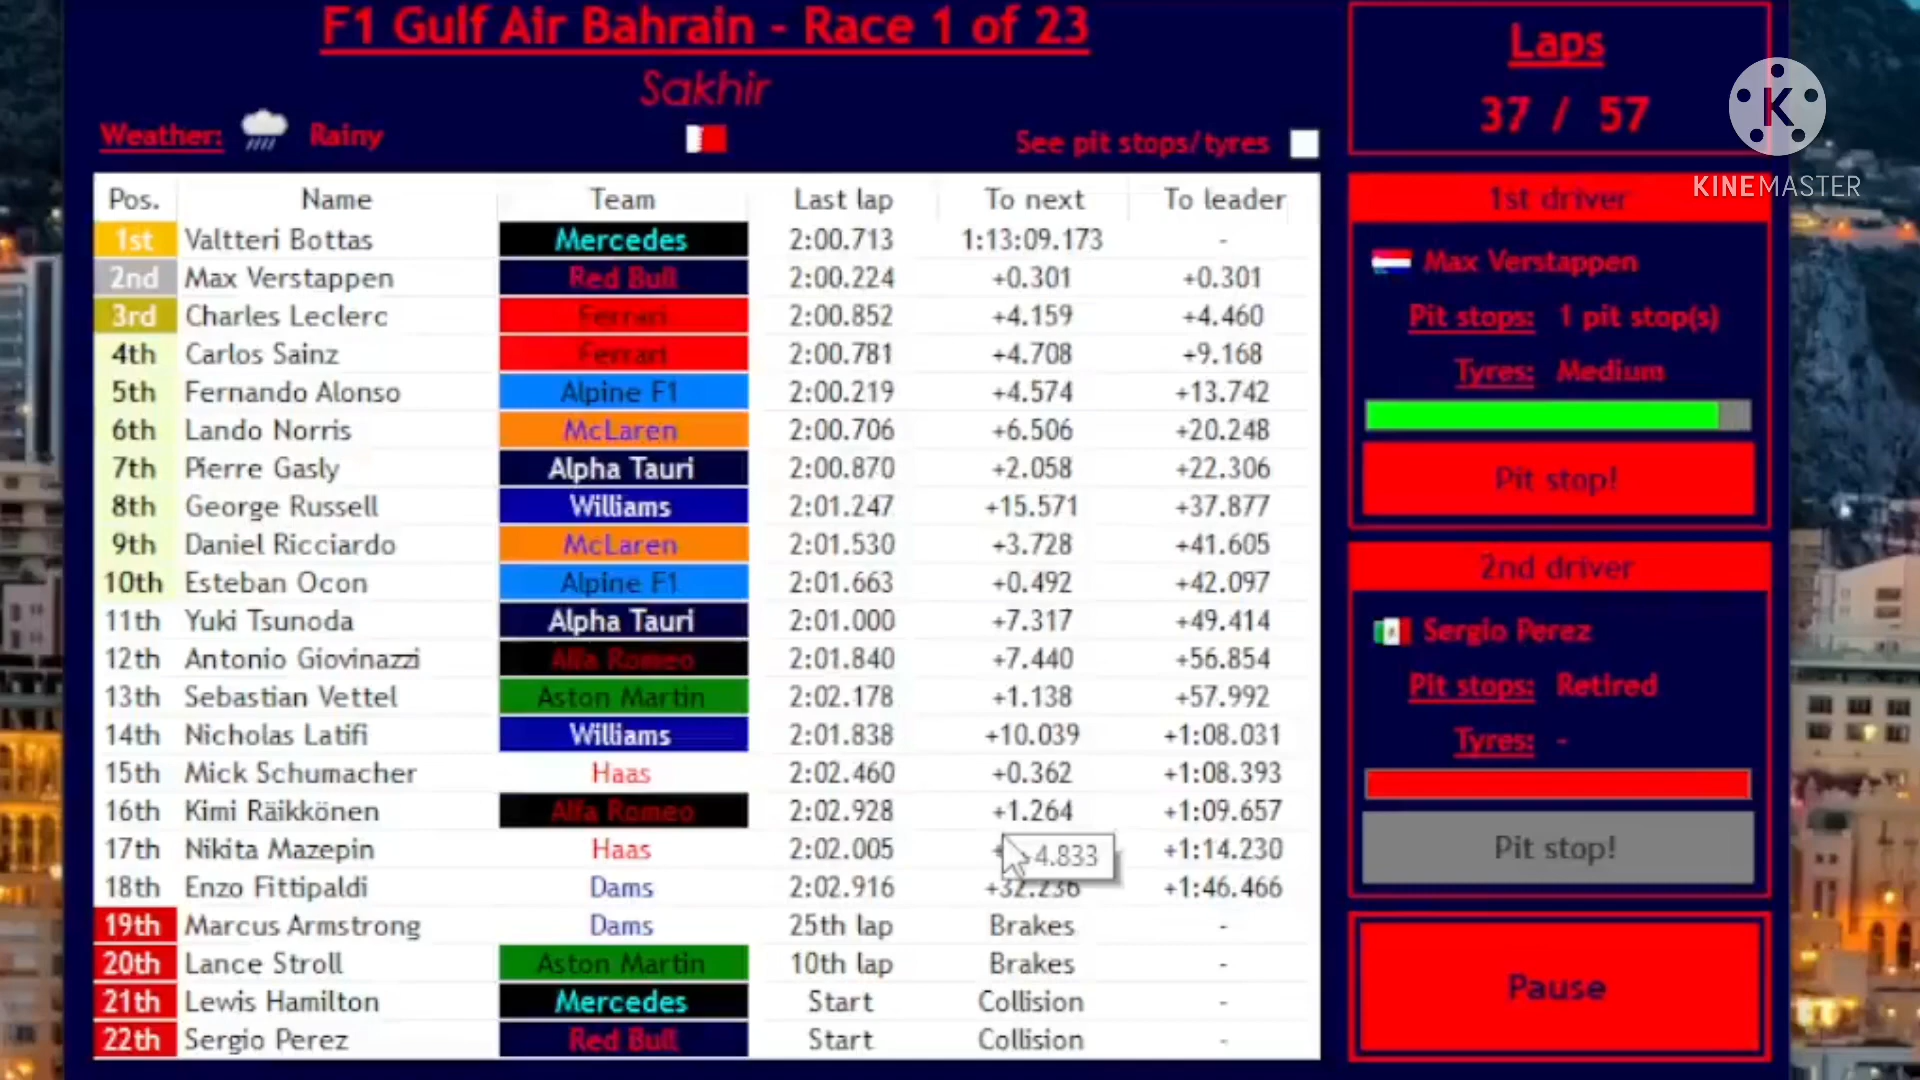 F1 Gulf Air Bahrain - Race 1 of 23
Sakhir
Weather: Rainy
See pit stops/tyres
Pos. Name Team Last lap To next To leader
1st Valtteri Bottas Mercedes 2:00.713 1:13:09.173 -
2nd Max Verstappen Red Bull 2:00.224 +0.301 +0.301
3rd Charles Leclerc Ferrari 2:00.852 +4.159 +4.460
4th Carlos Sainz Ferrari 2:00.781 +4.708 +9.168
5th Fernando Alonso Alpine F1 2:00.219 +4.574 +13.742
6th Lando Norris McLaren 2:00.706 +6.506 +20.248
7th Pierre Gasly Alpha Tauri 2:00.870 +2.058 +22.306
8th George Russell Williams 2:01.247 +15.571 +37.877
9th Daniel Ricciardo McLaren 2:01.530 +3.728 +41.605
10th Esteban Ocon Alpine F1 2:01.663 +0.492 +42.097
11th Yuki Tsunoda Alpha Tauri 2:01.000 +7.317 +49.414
12th Antonio Giovinazzi Alfa Romeo 2:01.840 +7.440 +56.854
13th Sebastian Vettel Aston Martin 2:02.178 +1.138 +57.992
14th Nicholas Latifi Williams 2:01.838 +10.039 +1:08.031
15th Mick Schumacher Haas 2:02.460 +0.362 +1:08.393
16th Kimi Räikkönen Alfa Romeo 2:02.928 +1.264 +1:09.657
17th Nikita Mazepin Haas 2:02.005 4.833 +1:14.230
18th Enzo Fittipaldi Dams 2:02.916 +32.236 +1:46.466
19th Marcus Armstrong Dams 25th lap Brakes -
20th Lance Stroll Aston Martin 10th lap Brakes -
21th Lewis Hamilton Mercedes Start Collision -
22th Sergio Perez Red Bull Start Collision -
Laps
37 / 57
K
KINEMASTER
1st driver
Max Verstappen
Pit stops: 1 pit stop(s)
Tyres: Medium
Pit stop!
2nd driver
Sergio Perez
Pit stops: Retired
Tyres: -
Pit stop!
Pause